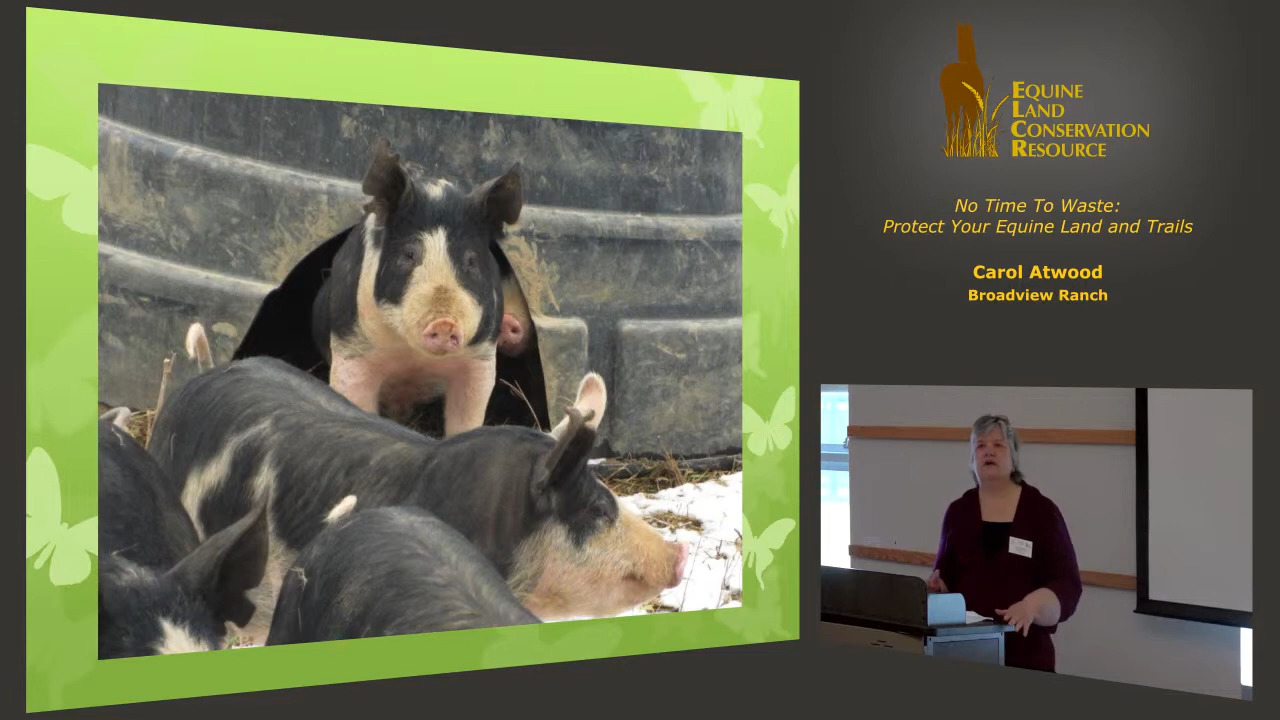 EQUINE
LAND
CONSERVATION
RESOURCE
No Time To Waste:
Protect Your Equine Land and Trails
Carol Atwood
Broadview Ranch